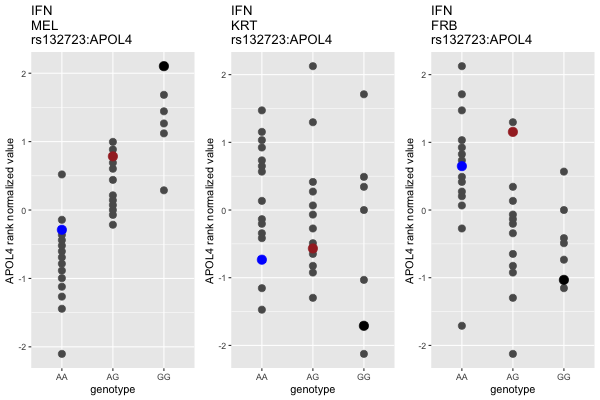 IFN
MEL
rs132723:APOL4
APOL4 rank normalized value
2
1
0
-1
-2
AA
AG
GG
genotype
IFN
KRT
rs132723:APOL4
APOL4 rank normalized value
2
1
0
-1
-2
AA
AG
GG
genotype
IFN
FRB
rs132723:APOL4
APOL4 rank normalized value
2
1
0
-1
-2
AA
AG
GG
genotype